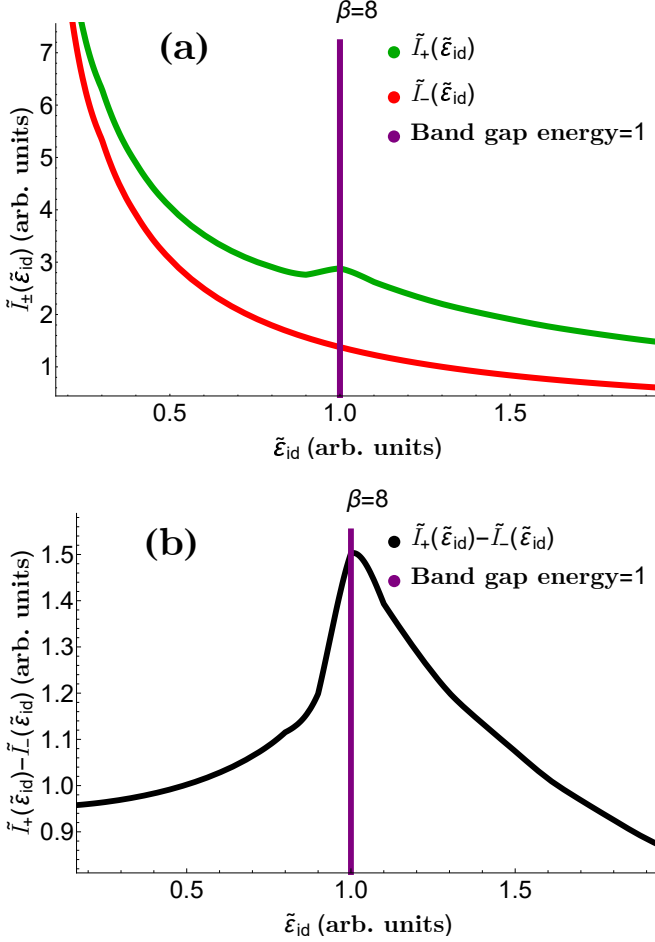 β=8
(a)
Ĩ₊(ε̃id)
Ĩ₋(ε̃id)
Band gap energy=1
Ĩ±(ε̃id) (arb. units)
7
6
5
4
3
2
1
0.5
1.0
1.5
ε̃id (arb. units)
β=8
(b)
Ĩ₊(ε̃id)−Ĩ₋(ε̃id)
Band gap energy=1
Ĩ₊(ε̃id)−Ĩ₋(ε̃id) (arb. units)
1.5
1.4
1.2
1.1
1.0
0.9
0.5
1.0
1.5
ε̃id (arb. units)